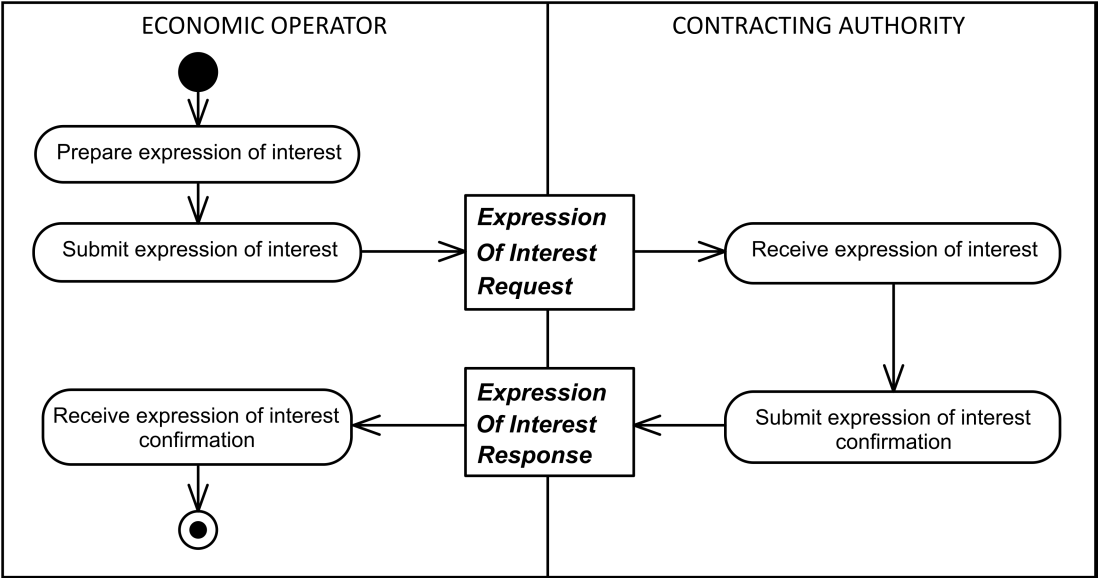 ECONOMIC OPERATOR
CONTRACTING AUTHORITY
Prepare expression of interest
Submit expression of interest
Expression
Of Interest
Request
Receive expression of interest
Receive expression of interest
confirmation
Expression
Of Interest
Response
Submit expression of interest
confirmation